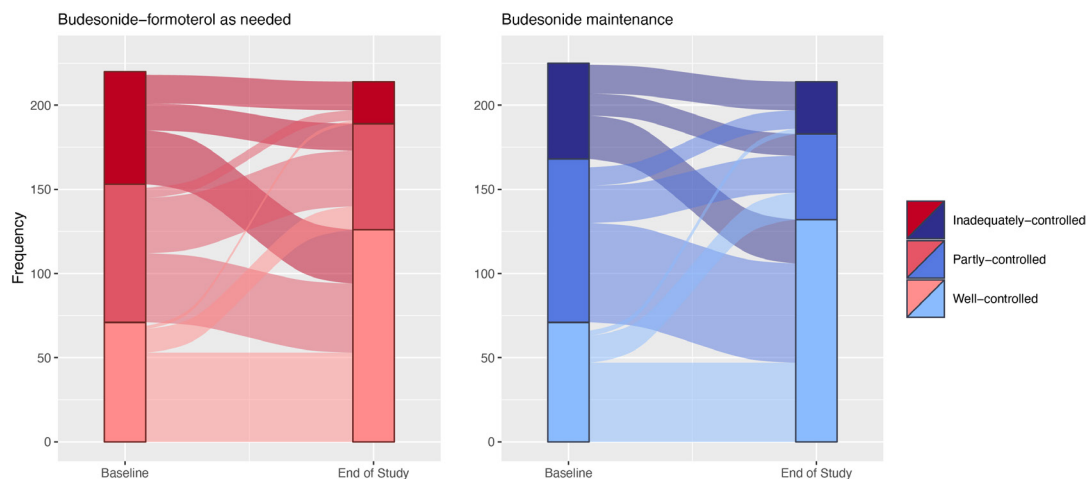 Budesonide−formoterol as needed
Budesonide maintenance
Frequency
200
150
100
50
0
Baseline
End of Study
200
150
100
50
0
Baseline
End of Study
Inadequately−controlled
Partly−controlled
Well−controlled